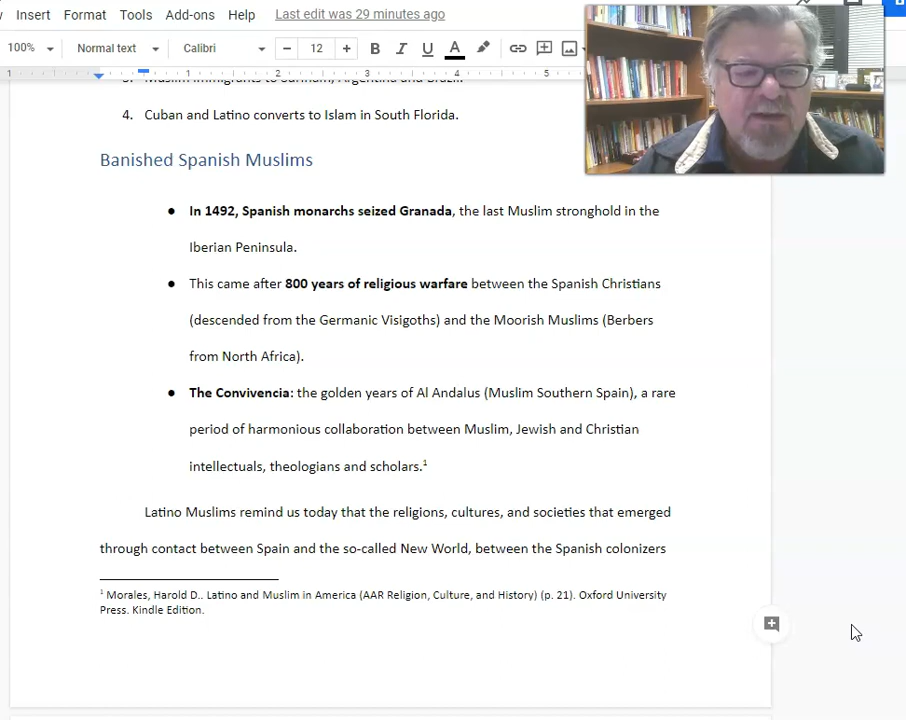 Insert Format Tools Add-ons Help Last edit was 29 minutes ago
100% Normal text Calibri 12 B I U A
1 1 2 3 4 5
4. Cuban and Latino converts to Islam in South Florida.
Banished Spanish Muslims
● In 1492, Spanish monarchs seized Granada, the last Muslim stronghold in the
Iberian Peninsula.
● This came after 800 years of religious warfare between the Spanish Christians
(descended from the Germanic Visigoths) and the Moorish Muslims (Berbers
from North Africa).
● The Convivencia: the golden years of Al Andalus (Muslim Southern Spain), a rare
period of harmonious collaboration between Muslim, Jewish and Christian
intellectuals, theologians and scholars.¹
Latino Muslims remind us today that the religions, cultures, and societies that emerged
through contact between Spain and the so-called New World, between the Spanish colonizers
¹ Morales, Harold D.. Latino and Muslim in America (AAR Religion, Culture, and History) (p. 21). Oxford University
Press. Kindle Edition.